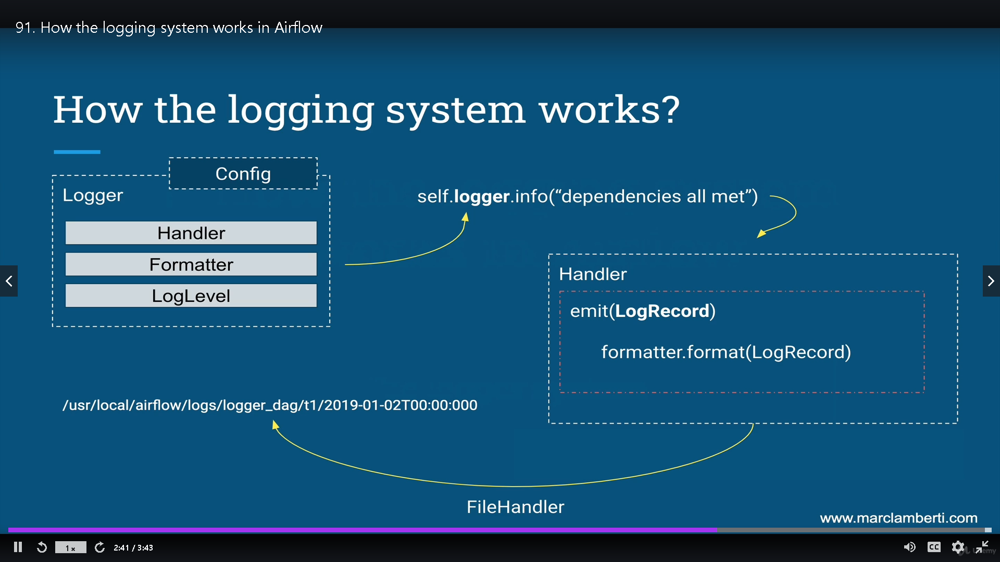 91. How the logging system works in Airflow
How the logging system works?
Config
Logger
Handler
Formatter
LogLevel
self.logger.info(“dependencies all met”)
Handler
emit(LogRecord)
formatter.format(LogRecord)
/usr/local/airflow/logs/logger_dag/t1/2019-01-02T00:00:000
FileHandler
www.marclamberti.com
1 x
2:41 / 3:43
CC